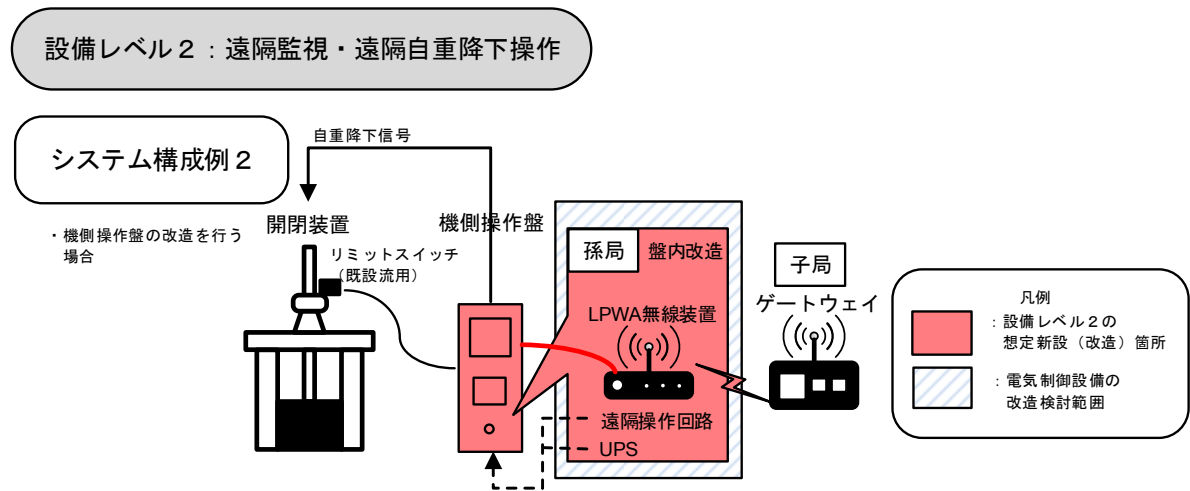 設備レベル２：遠隔監視・遠隔自重降下操作
システム構成例２
・機側操作盤の改造を行う
場合
自重降下信号
開閉装置
リミットスイッチ
（既設流用）
機側操作盤
孫局
盤内改造
LPWA無線装置
遠隔操作回路
UPS
子局
ゲートウェイ
凡例
：設備レベル２の
想定新設（改造）箇所
：電気制御設備の
改造検討範囲